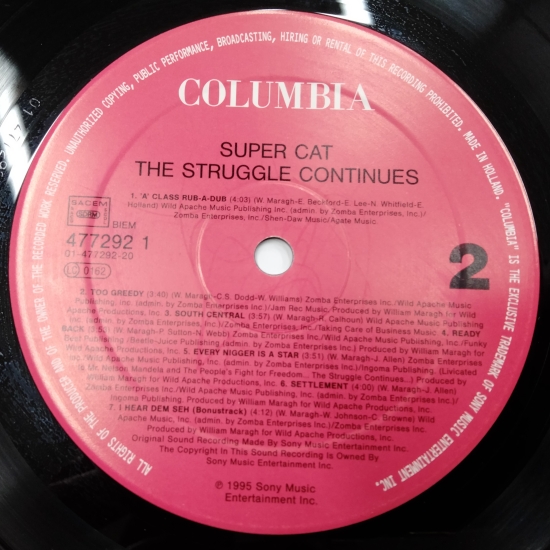 ALL RIGHTS OF THE PRODUCER AND OF THE OWNER OF THE RECORDED WORK RESERVED. UNAUTHORIZED COPYING, PUBLIC PERFORMANCE, BROADCASTING, HIRING OR RENTAL OF THIS RECORDING PROHIBITED. MADE IN HOLLAND. "COLUMBIA" IS THE EXCLUSIVE TRADEMARK OF SONY MUSIC ENTERTAINMENT INC.
COLUMBIA
SUPER CAT
THE STRUGGLE CONTINUES
1. 'A' CLASS RUB-A-DUB (4:03) (W. Maragh-E. Beckford-E. Lee-N. Whitfield-E.
Holland) Wild Apache Music Publishing Inc. (admin. by Zomba Enterprises, Inc.)/
Zomba Enterprises, Inc./Shen-Daw Music/Agate Music
SACEM
BIEM
477292 1
01-477292-20
LC 0162
2
2. TOO GREEDY (3:40) (W. Maragh-C.S. Dodd-W. Williams) Zomba Enterprises Inc./Wild Apache Music
Publishing, Inc. (admin. by Zomba Enterprises, Inc.)/Jam Rec Music/Produced by William Maragh for
Wild Apache Productions, Inc. 3. SOUTH CENTRAL (3:57) (W. Maragh-R. Calhoun) Wild Apache Music
Publishing, Inc. (admin. by Zomba Enterprises, Inc.)/Zomba Enterprises, Inc./Taking Care of Business Music 4. READY
BACK (W. Maragh-P. Sutton-N. Webb) Zomba Enterprises Inc./Wild Apache Music
Publishing, Inc. /Beetle-Juice Publishing/Produced by William Maragh for
Wild Apache Productions, Inc. 5. EVERY NIGGER IS A STAR (3:51) (W. Maragh-J. Allen) Zomba
Enterprises Inc./Wild Apache Music Publishing, Inc. (admin. by Zomba Enterprises, Inc.)/Ingoma Publishing. (Livicated
to Mr. Nelson Mandela and The People's Fight for Freedom... The Struggle Continues...) Produced by
William Maragh for Wild Apache Productions, Inc. 6. SETTLEMENT (4:00) (W. Maragh-J. Allen)
Zomba Enterprises Inc./Wild Apache Music Publishing, Inc. (admin. by Zomba Enterprises, Inc.)/Ingoma
Publishing/Produced by William Maragh for Wild Apache Productions, Inc.
7. I HEAR DEM SEH (Bonustrack) (4:12) (W. Maragh-W. Johnson-C. Browne) Wild
Apache Music, Inc. (admin. by Zomba Enterprises, Inc.)/Zomba Enterprises, Inc.
Produced by William Maragh for Wild Apache Productions, Inc.
Original Sound Recording Made By Sony Music Entertainment Inc.
The Copyright In This Sound Recording Is Owned By
Sony Music Entertainment Inc.
℗ 1995 Sony Music
Entertainment Inc.